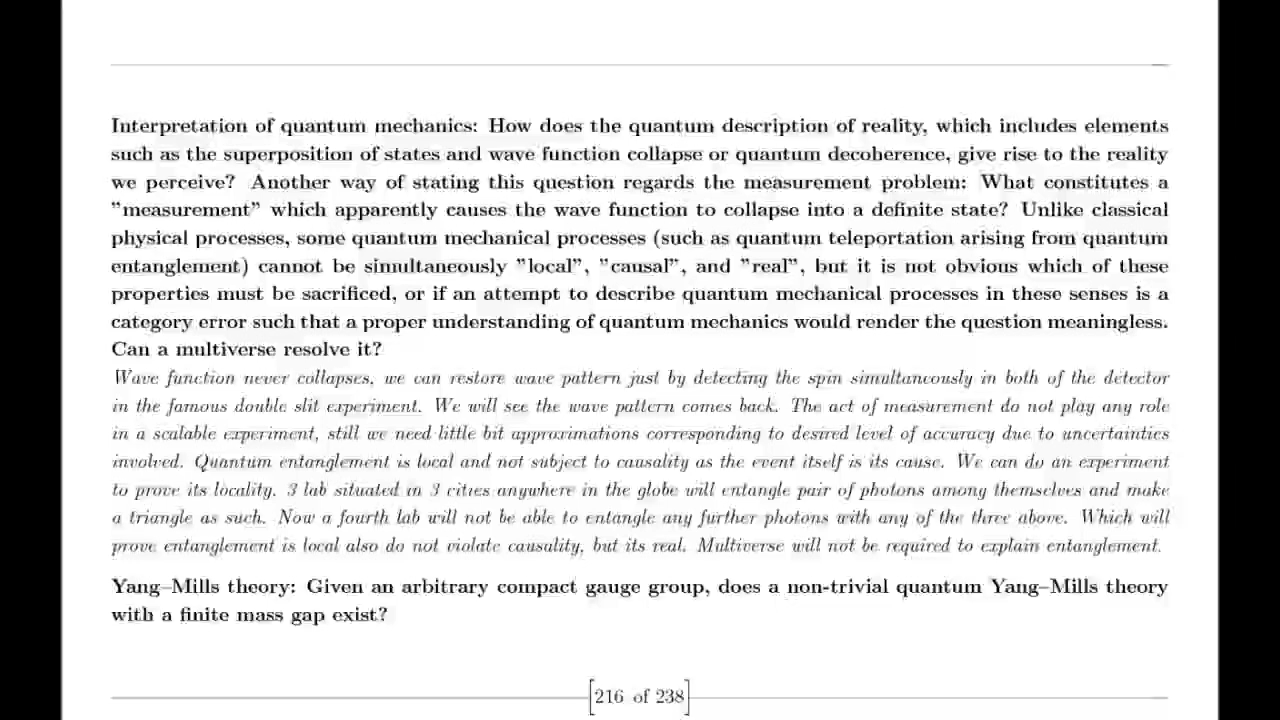 Interpretation of quantum mechanics: How does the quantum description of reality, which includes elements
such as the superposition of states and wave function collapse or quantum decoherence, give rise to the reality
we perceive? Another way of stating this question regards the measurement problem: What constitutes a
”measurement” which apparently causes the wave function to collapse into a definite state? Unlike classical
physical processes, some quantum mechanical processes (such as quantum teleportation arising from quantum
entanglement) cannot be simultaneously ”local”, ”causal”, and ”real”, but it is not obvious which of these
properties must be sacrificed, or if an attempt to describe quantum mechanical processes in these senses is a
category error such that a proper understanding of quantum mechanics would render the question meaningless.
Can a multiverse resolve it?
Wave function never collapses, we can restore wave pattern just by detecting the spin simultaneously in both of the detector
in the famous double slit experiment. We will see the wave pattern comes back. The act of measurement do not play any role
in a scalable experiment, still we need little bit approximations corresponding to desired level of accuracy due to uncertainties
involved. Quantum entanglement is local and not subject to causality as the event itself is its cause. We can do an experiment
to prove its locality. 3 lab situated in 3 cities anywhere in the globe will entangle pair of photons among themselves and make
a triangle as such. Now a fourth lab will not be able to entangle any further photons with any of the three above. Which will
prove entanglement is local also do not violate causality, but its real. Multiverse will not be required to explain entanglement.
Yang–Mills theory: Given an arbitrary compact gauge group, does a non-trivial quantum Yang–Mills theory
with a finite mass gap exist?
[216 of 238]